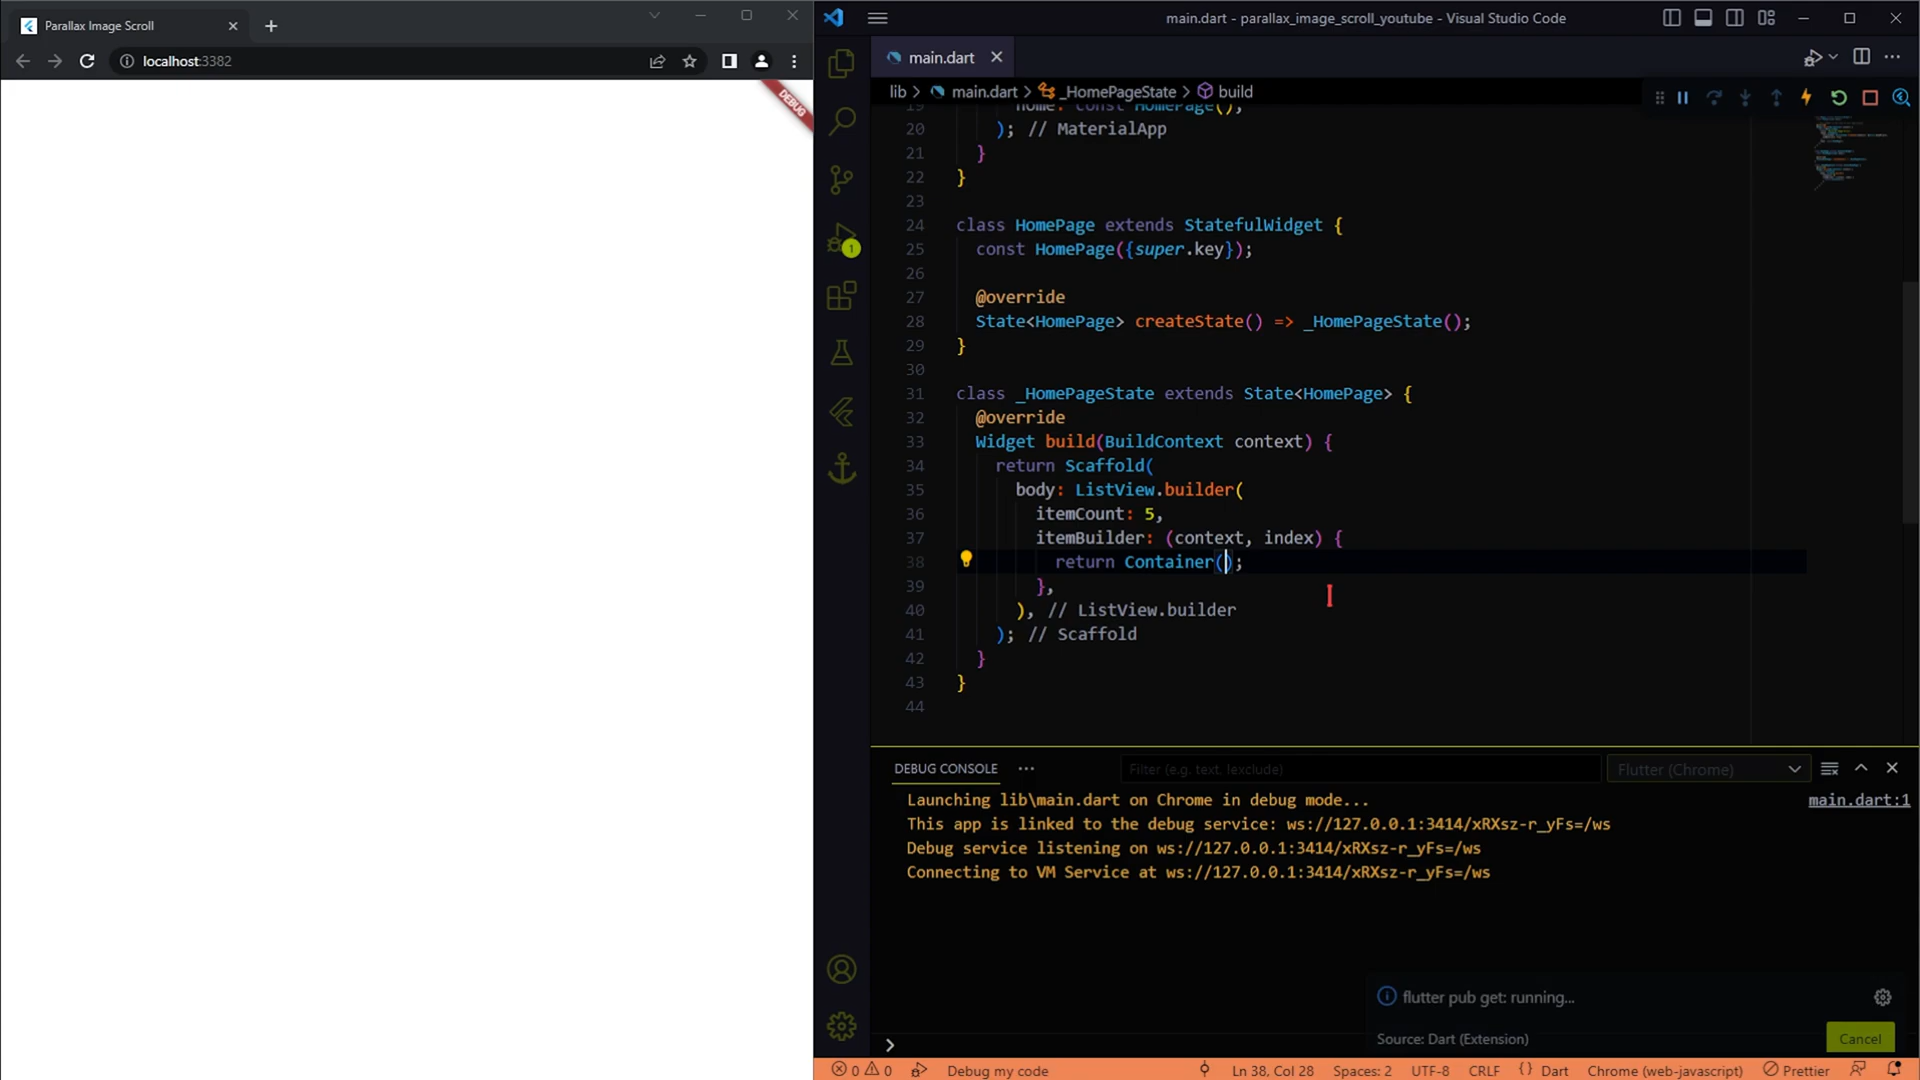 Parallax Image Scroll
localhost:3382
DEBUG
main.dart - parallax_image_scroll_youtube - Visual Studio Code
main.dart
lib > main.dart > _HomePageState > build
19 home: const HomePage(),
20 ); // MaterialApp
21 }
22 }
23
24 class HomePage extends StatefulWidget {
25 const HomePage({super.key});
26
27 @override
28 State<HomePage> createState() => _HomePageState();
29 }
30
31 class _HomePageState extends State<HomePage> {
32 @override
33 Widget build(BuildContext context) {
34 return Scaffold(
35 body: ListView.builder(
36 itemCount: 5,
37 itemBuilder: (context, index) {
38 return Container();
39 },
40 ), // ListView.builder
41 ); // Scaffold
42 }
43 }
44
1
DEBUG CONSOLE
Filter (e.g. text, !exclude)
Flutter (Chrome)
Launching lib\main.dart on Chrome in debug mode...
main.dart:1
This app is linked to the debug service: ws://127.0.0.1:3414/xRXsz-r_yFs=/ws
Debug service listening on ws://127.0.0.1:3414/xRXsz-r_yFs=/ws
Connecting to VM Service at ws://127.0.0.1:3414/xRXsz-r_yFs=/ws
flutter pub get: running...
Source: Dart (Extension)
Cancel
0 0 Debug my code Ln 38, Col 28 Spaces: 2 UTF-8 CRLF {} Dart Chrome (web-javascript) Prettier